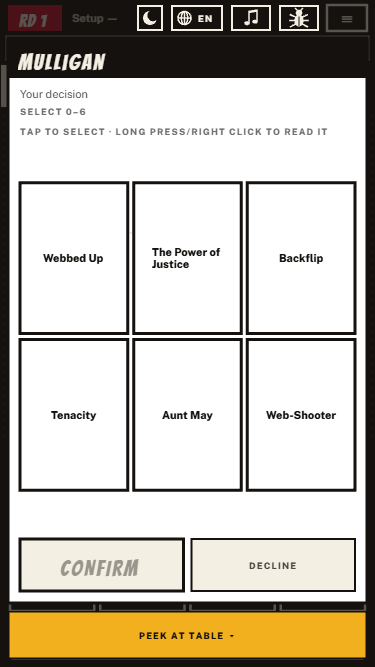 RD 1
Setup —
EN
MULLIGAN
Your decision
SELECT 0–6
TAP TO SELECT · LONG PRESS/RIGHT CLICK TO READ IT
Webbed Up
The Power of
Justice
Backflip
Tenacity
Aunt May
Web-Shooter
CONFIRM
DECLINE
PEEK AT TABLE